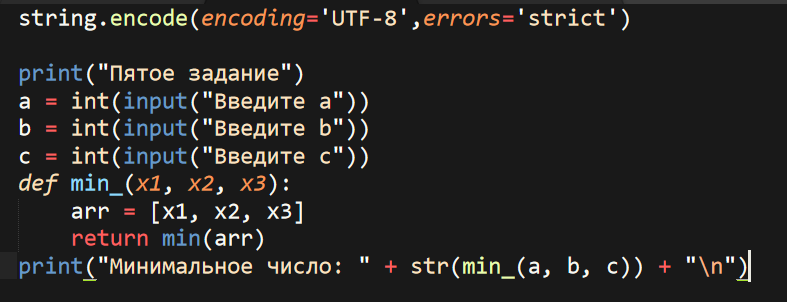 string.encode(encoding='UTF-8',errors='strict')
print("Пятое задание")
a = int(input("Введите a"))
b = int(input("Введите b"))
c = int(input("Введите c"))
def min_(x1, x2, x3):
    arr = [x1, x2, x3]
    return min(arr)
print("Минимальное число: " + str(min_(a, b, c)) + "\n")